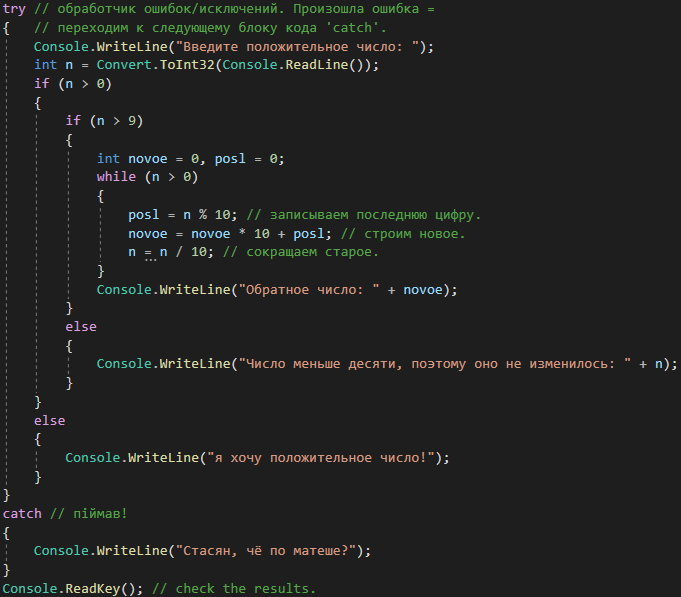 try // обработчик ошибок/исключений. Произошла ошибка =
{ // переходим к следующему блоку кода 'catch'.
Console.WriteLine("Введите положительное число: ");
int n = Convert.ToInt32(Console.ReadLine());
if (n > 0)
{
if (n > 9)
{
int novoe = 0, posl = 0;
while (n > 0)
{
posl = n % 10; // записываем последнюю цифру.
novoe = novoe * 10 + posl; // строим новое.
n = n / 10; // сокращаем старое.
}
Console.WriteLine("Обратное число: " + novoe);
}
else
{
Console.WriteLine("Число меньше десяти, поэтому оно не изменилось: " + n);
}
}
else
{
Console.WriteLine("я хочу положительное число!");
}
}
catch // піймав!
{
Console.WriteLine("Стасян, чё по матеше?");
}
Console.ReadKey(); // check the results.